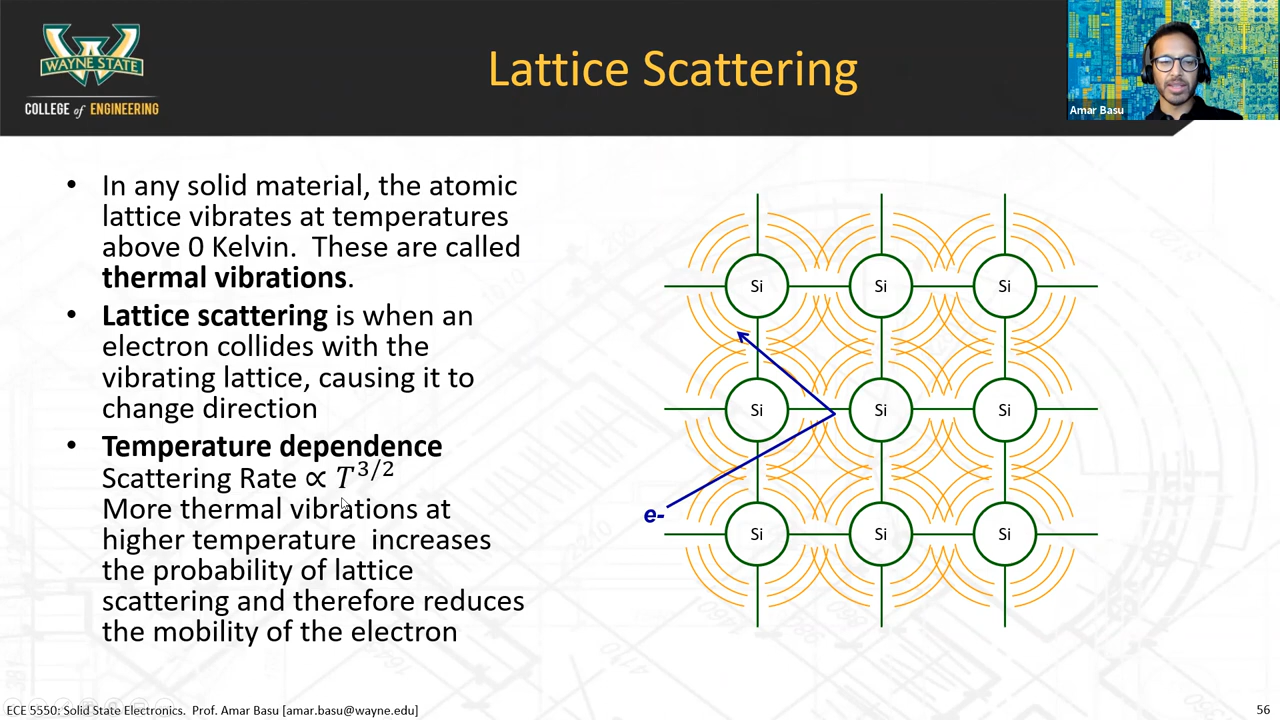 WAYNE STATE
COLLEGE of ENGINEERING
Lattice Scattering
Amar Basu
• In any solid material, the atomic
lattice vibrates at temperatures
above 0 Kelvin. These are called
thermal vibrations.
• Lattice scattering is when an
electron collides with the
vibrating lattice, causing it to
change direction
• Temperature dependence
Scattering Rate ∝ T^3/2
More thermal vibrations at
higher temperature increases
the probability of lattice
scattering and therefore reduces
the mobility of the electron
Si Si Si
Si Si Si
e-
Si Si Si
ECE 5550: Solid State Electronics. Prof. Amar Basu [amar.basu@wayne.edu]
56